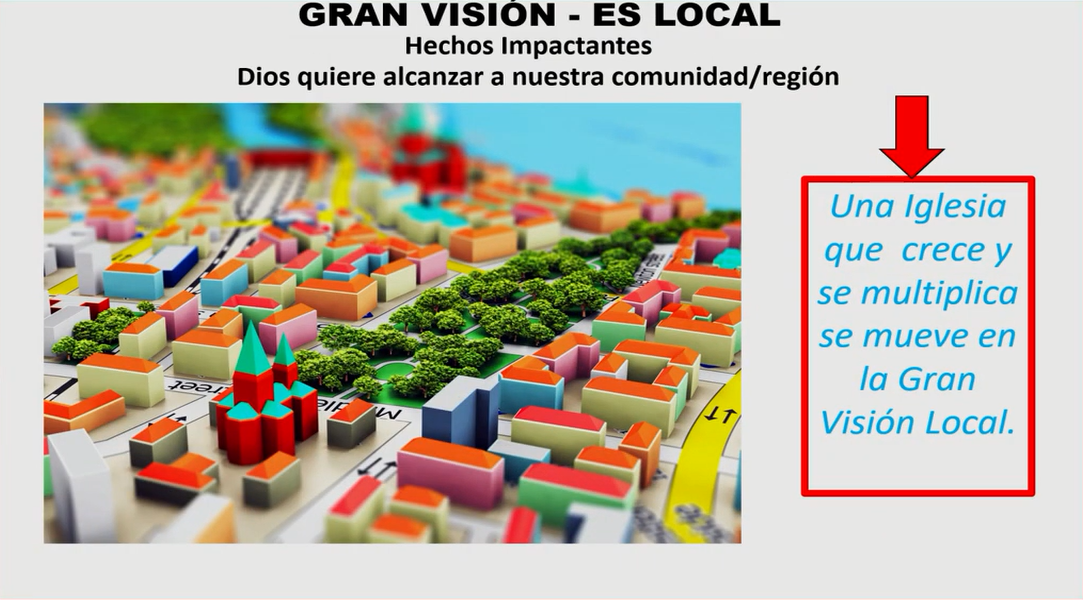 GRAN VISIÓN - ES LOCAL
Hechos Impactantes
Dios quiere alcanzar a nuestra comunidad/región
Una Iglesia
que crece y
se multiplica
se mueve en
la Gran
Visión Local.